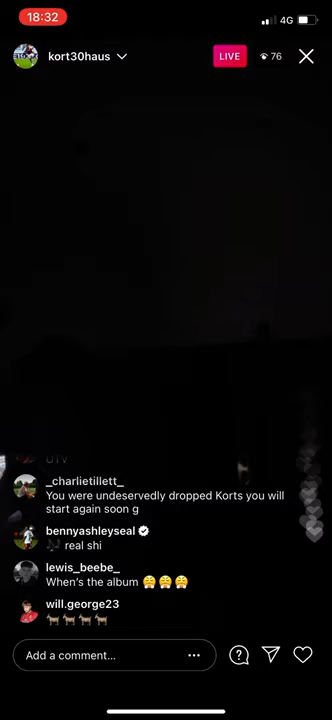 18:32
4G
kort30haus
LIVE
76
UTV
_charlietillett_
You were undeservedly dropped Korts you will
start again soon g
bennyashleyseal
🎶 real shi
lewis_beebe_
When's the album 😤😤😤
will.george23
🐐🐐🐐🐐
Add a comment...